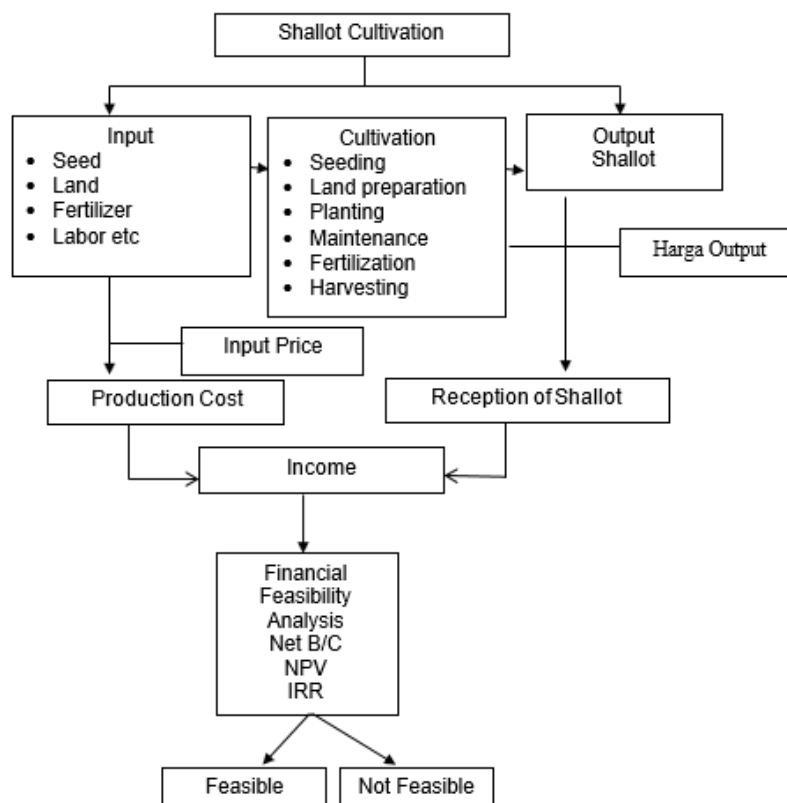 Shallot Cultivation
Input
• Seed
• Land
• Fertilizer
• Labor etc
Cultivation
• Seeding
• Land preparation
• Planting
• Maintenance
• Fertilization
• Harvesting
Output
Shallot
Harga Output
Input Price
Production Cost
Reception of Shallot
Income
Financial
Feasibility
Analysis
Net B/C
NPV
IRR
Feasible
Not Feasible